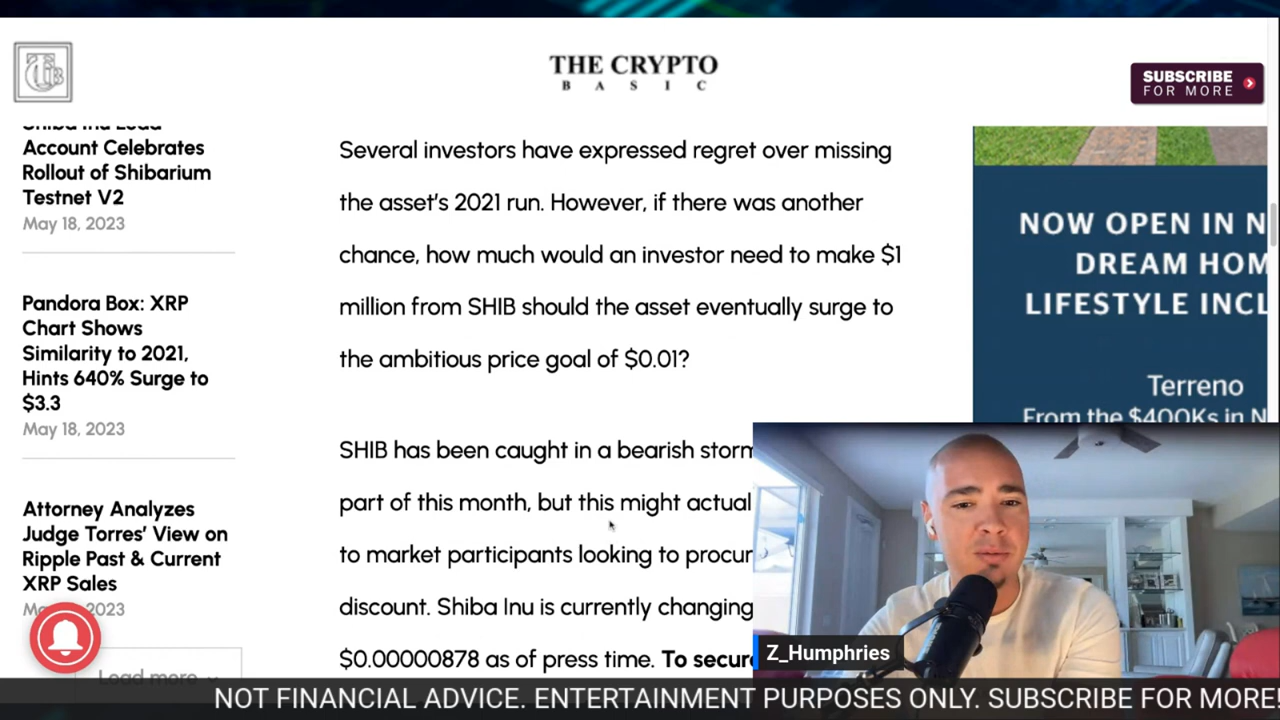 THE CRYPTO
B A S I C
SUBSCRIBE
FOR MORE
Shiba Inu Lead
Account Celebrates
Rollout of Shibarium
Testnet V2
May 18, 2023
Pandora Box: XRP
Chart Shows
Similarity to 2021,
Hints 640% Surge to
$3.3
May 18, 2023
Attorney Analyzes
Judge Torres’ View on
Ripple Past & Current
XRP Sales
2023
Load more
Several investors have expressed regret over missing
the asset’s 2021 run. However, if there was another
chance, how much would an investor need to make $1
million from SHIB should the asset eventually surge to
the ambitious price goal of $0.01?
SHIB has been caught in a bearish storm
part of this month, but this might actual
to market participants looking to procur
discount. Shiba Inu is currently changing
$0.00000878 as of press time. To secure
NOW OPEN IN N
DREAM HOM
LIFESTYLE INCL
Terreno
From the $400Ks in N
Z_Humphries
NOT FINANCIAL ADVICE. ENTERTAINMENT PURPOSES ONLY. SUBSCRIBE FOR MORE!